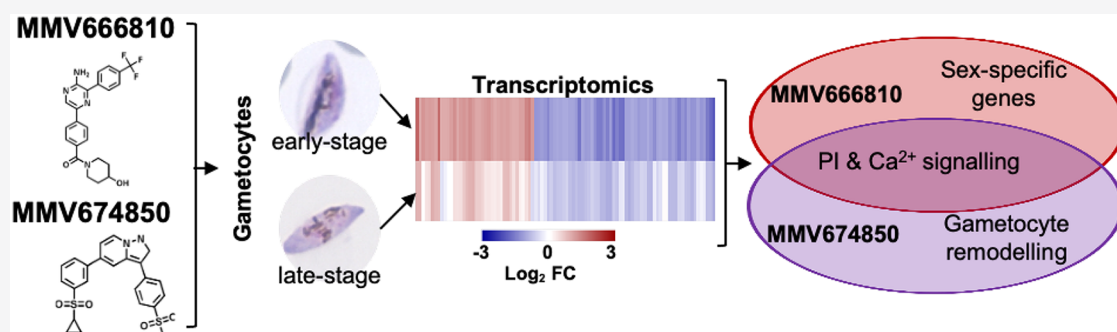 MMV666810
NH₂
F
F
F
N
N
O
N
OH
MMV674850
N
N
O=S=O
O=S
Gametocytes
early-stage
late-stage
Transcriptomics
-3 0 3
Log₂ FC
MMV666810
Sex-specific
genes
PI & Ca²⁺ signalling
MMV674850
Gametocyte
remodelling